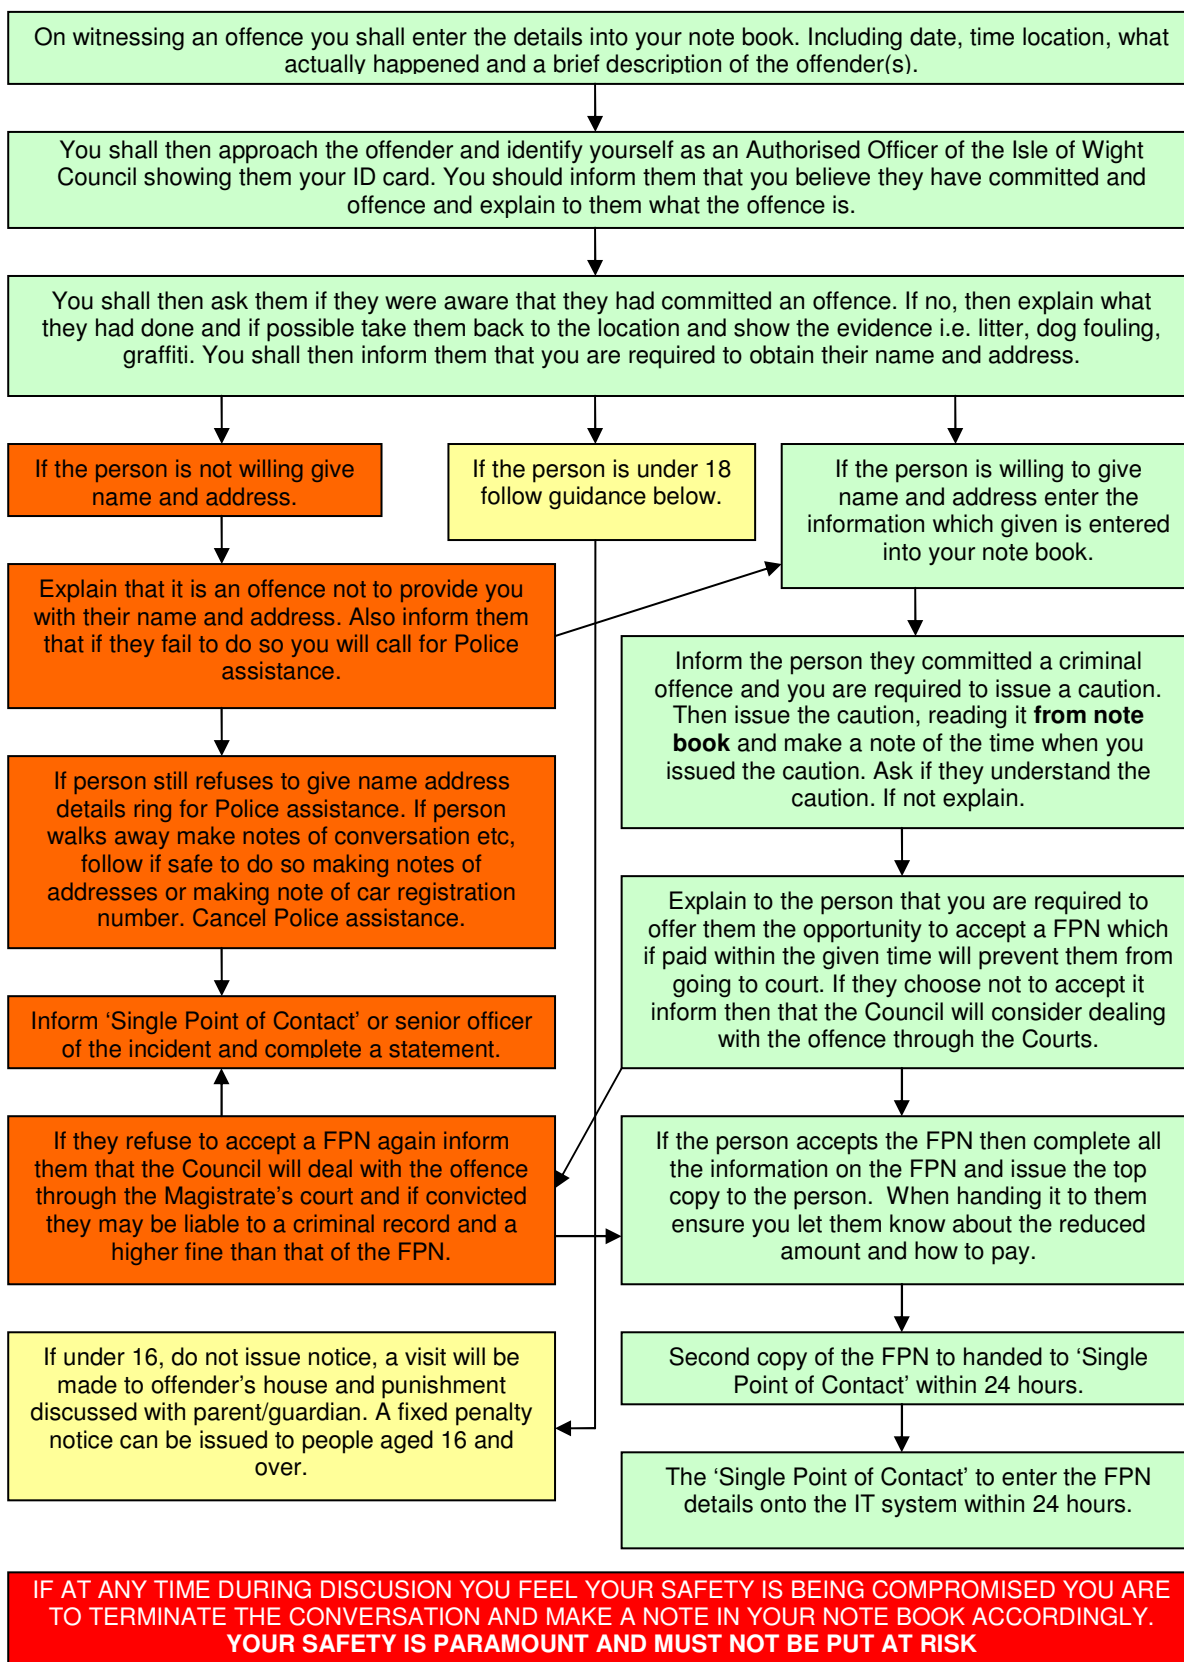 On witnessing an offence you shall enter the details into your note book. Including date, time location, what
actually happened and a brief description of the offender(s).
You shall then approach the offender and identify yourself as an Authorised Officer of the Isle of Wight
Council showing them your ID card. You should inform them that you believe they have committed and
offence and explain to them what the offence is.
You shall then ask them if they were aware that they had committed an offence. If no, then explain what
they had done and if possible take them back to the location and show the evidence i.e. litter, dog fouling,
graffiti. You shall then inform them that you are required to obtain their name and address.
If the person is not willing give
name and address.
If the person is under 18
follow guidance below.
If the person is willing to give
name and address enter the
information which given is entered
into your note book.
Explain that it is an offence not to provide you
with their name and address. Also inform them
that if they fail to do so you will call for Police
assistance.
Inform the person they committed a criminal
offence and you are required to issue a caution.
Then issue the caution, reading it from note
book and make a note of the time when you
issued the caution. Ask if they understand the
caution. If not explain.
If person still refuses to give name address
details ring for Police assistance. If person
walks away make notes of conversation etc,
follow if safe to do so making notes of
addresses or making note of car registration
number. Cancel Police assistance.
Explain to the person that you are required to
offer them the opportunity to accept a FPN which
if paid within the given time will prevent them from
going to court. If they choose not to accept it
inform then that the Council will consider dealing
with the offence through the Courts.
Inform ‘Single Point of Contact’ or senior officer
of the incident and complete a statement.
If they refuse to accept a FPN again inform
them that the Council will deal with the offence
through the Magistrate’s court and if convicted
they may be liable to a criminal record and a
higher fine than that of the FPN.
If the person accepts the FPN then complete all
the information on the FPN and issue the top
copy to the person. When handing it to them
ensure you let them know about the reduced
amount and how to pay.
If under 16, do not issue notice, a visit will be
made to offender’s house and punishment
discussed with parent/guardian. A fixed penalty
notice can be issued to people aged 16 and
over.
Second copy of the FPN to handed to ‘Single
Point of Contact’ within 24 hours.
The ‘Single Point of Contact’ to enter the FPN
details onto the IT system within 24 hours.
IF AT ANY TIME DURING DISCUSION YOU FEEL YOUR SAFETY IS BEING COMPROMISED YOU ARE
TO TERMINATE THE CONVERSATION AND MAKE A NOTE IN YOUR NOTE BOOK ACCORDINGLY.
YOUR SAFETY IS PARAMOUNT AND MUST NOT BE PUT AT RISK